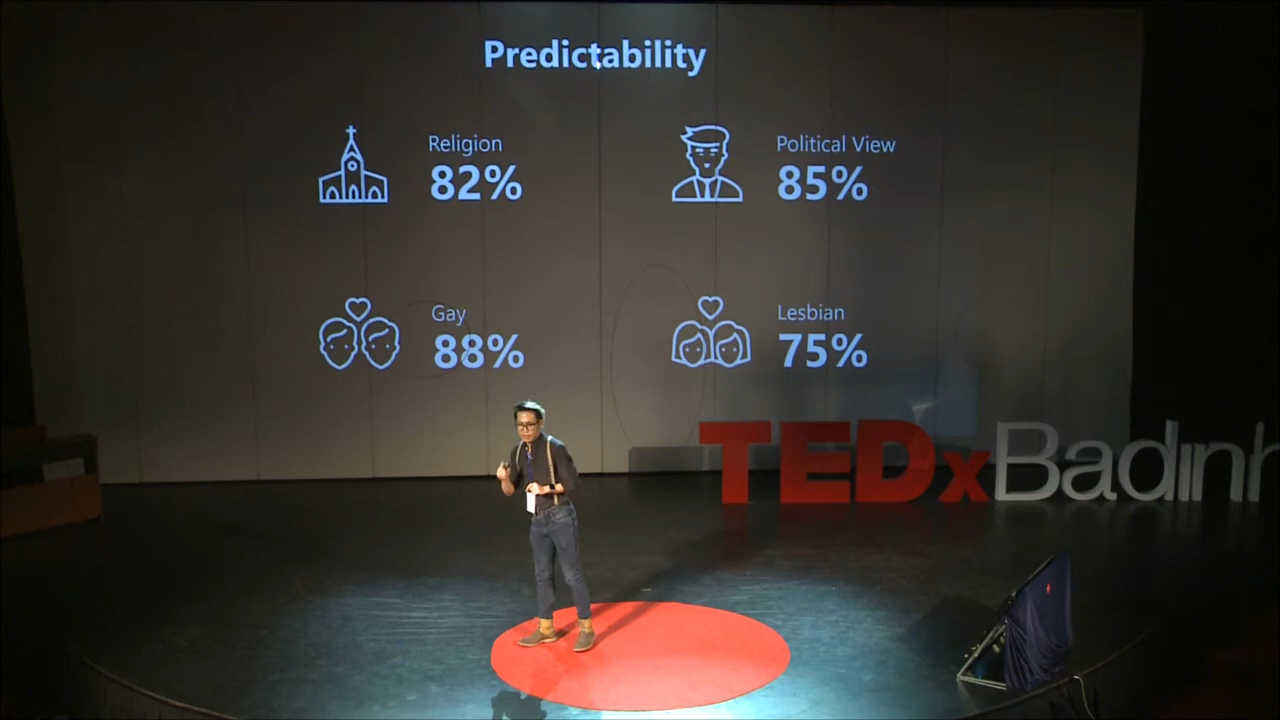 Predictability
Religion
82%
Political View
85%
Gay
88%
Lesbian
75%
TEDxBadinh